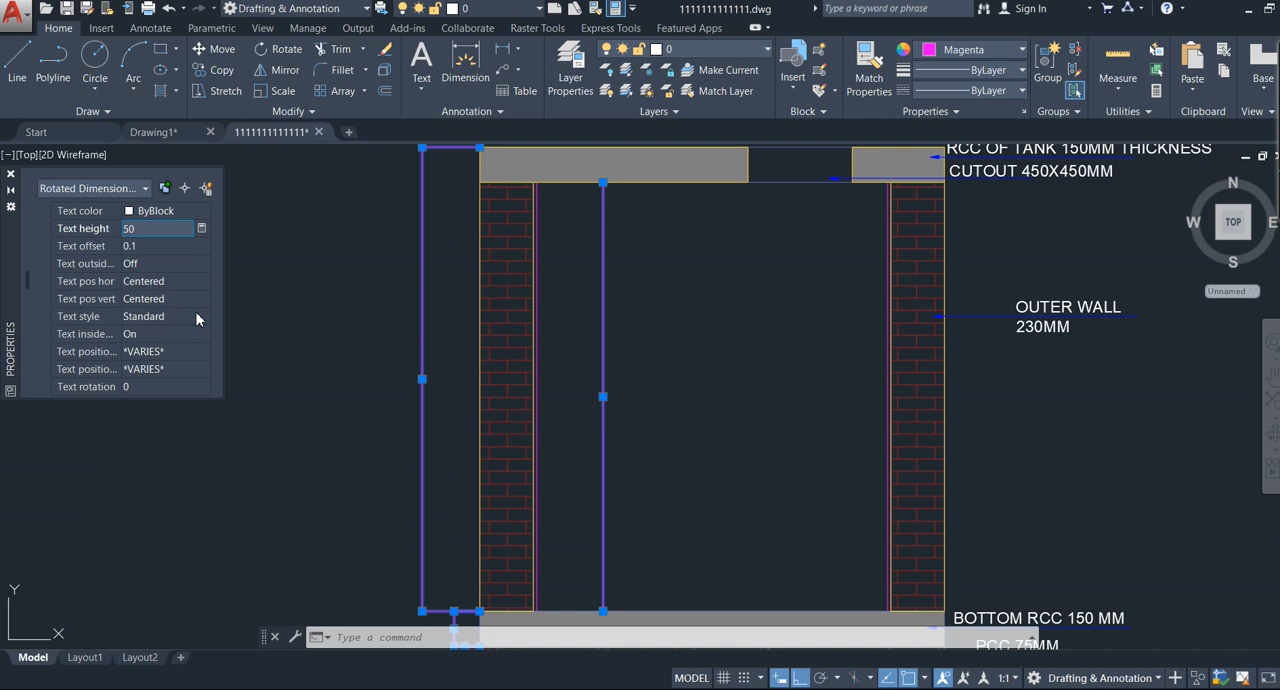 Drafting & Annotation
0
1111111111111.dwg
Type a keyword or phrase
Sign In
Home
Insert
Annotate
Parametric
View
Manage
Output
Add-ins
Collaborate
Raster Tools
Express Tools
Featured Apps
Line
Polyline
Circle
Arc
Move
Rotate
Trim
Copy
Mirror
Fillet
Stretch
Scale
Array
Text
Dimension
Table
Layer
Properties
0
Make Current
Match Layer
Insert
Match
Properties
Magenta
ByLayer
ByLayer
Group
Measure
Paste
Base
Draw
Modify
Annotation
Layers
Block
Properties
Groups
Utilities
Clipboard
View
Start
Drawing1*
1111111111111*
[−][Top][2D Wireframe]
Rotated Dimension...
Text color ByBlock
Text height 50
Text offset 0.1
Text outsid... Off
Text pos hor Centered
Text pos vert Centered
Text style Standard
Text inside... On
Text positio... *VARIES*
Text positio... *VARIES*
Text rotation 0
PROPERTIES
RCC OF TANK 150MM THICKNESS
CUTOUT 450X450MM
OUTER WALL
230MM
BOTTOM RCC 150 MM
PCC 75MM
N
W
TOP
E
S
Unnamed
Y
X
Type a command
Model
Layout1
Layout2
MODEL
1:1
Drafting & Annotation